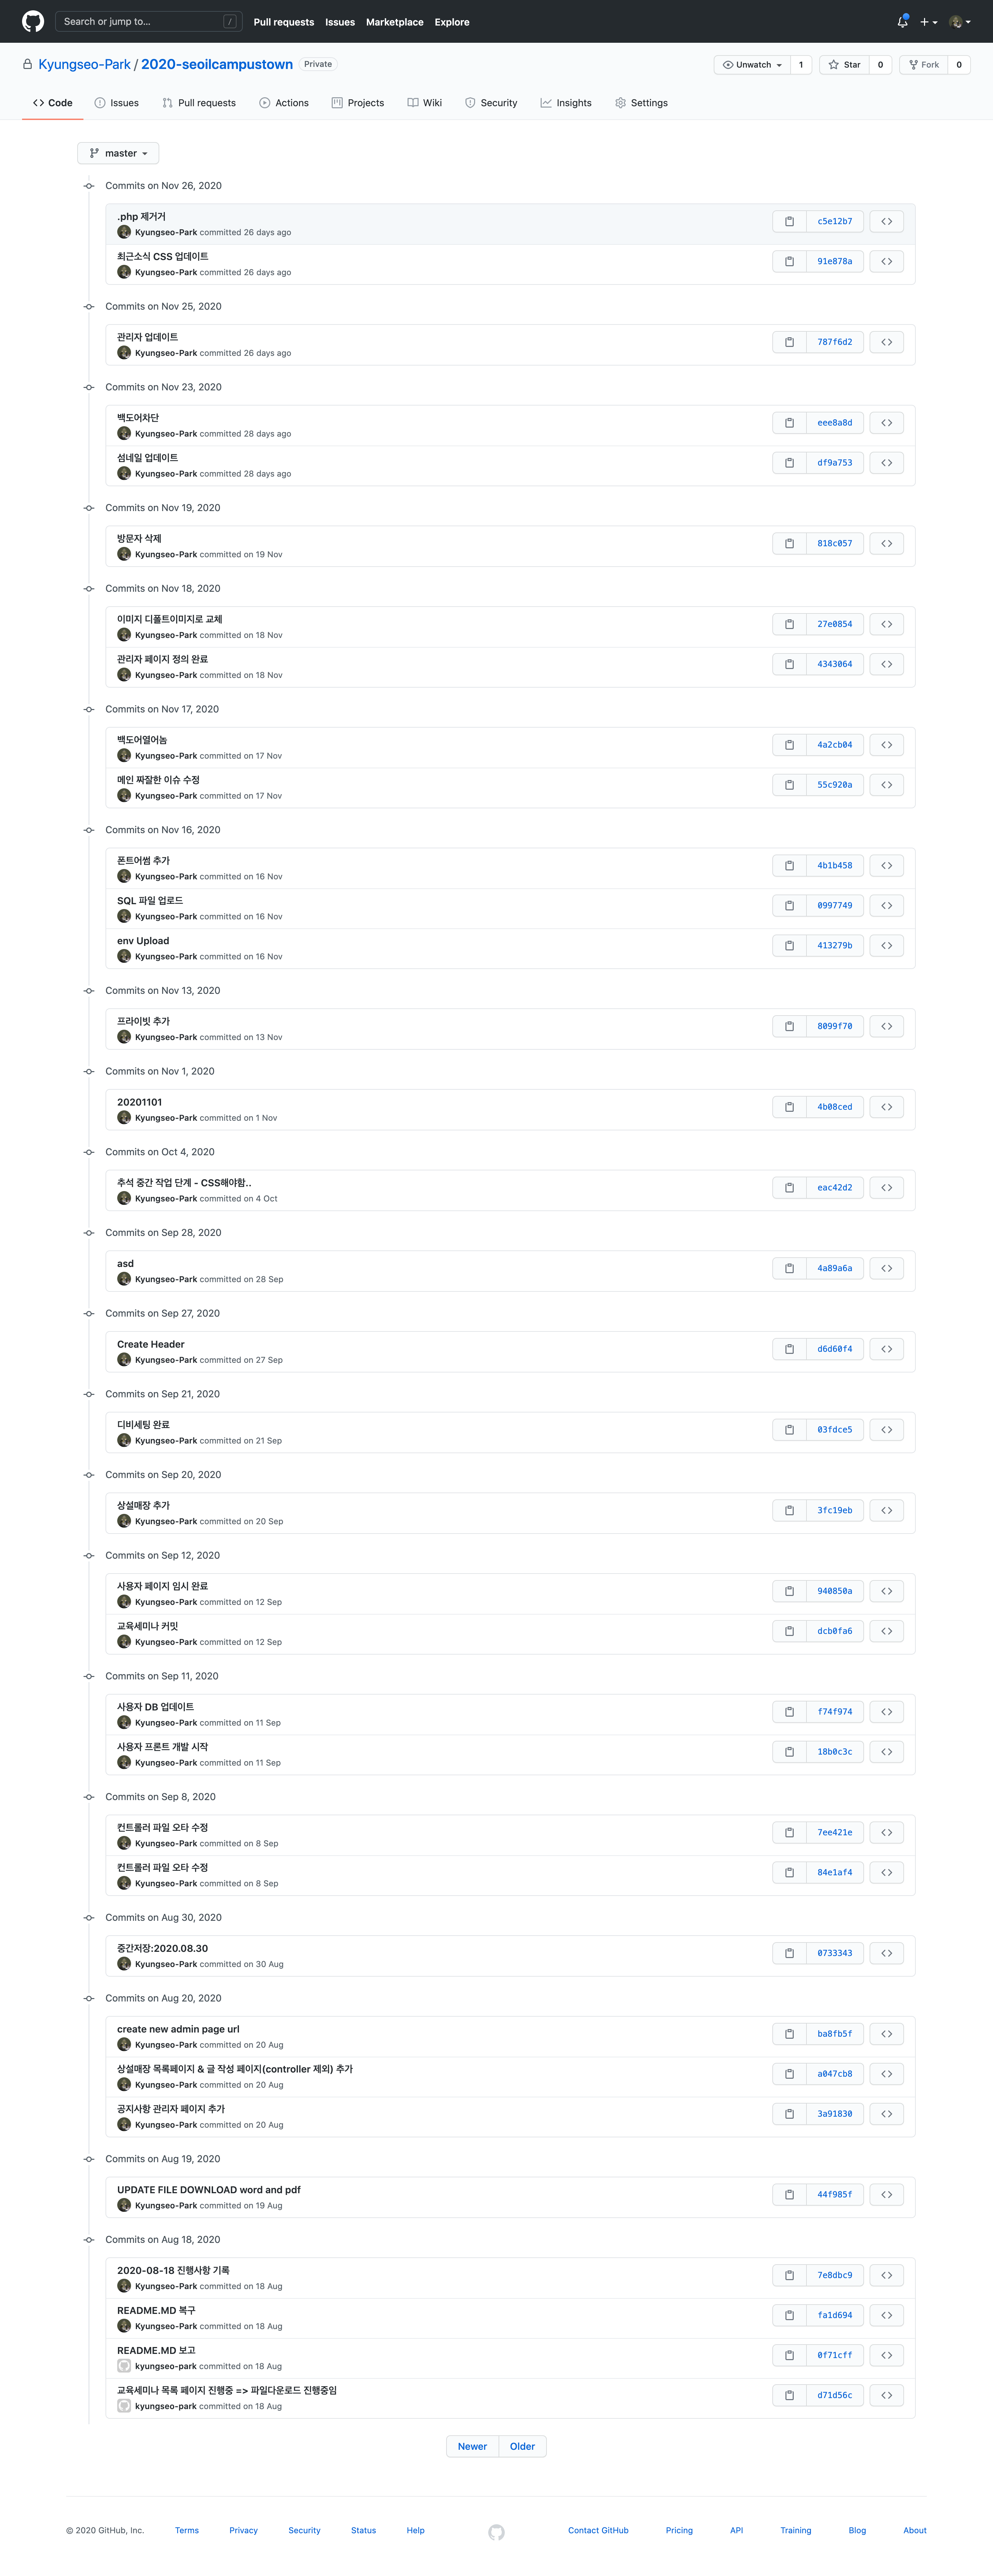 Search or jump to... /
Pull requests Issues Marketplace Explore
Kyungseo-Park / 2020-seoilcampustown Private
Unwatch 1 Star 0 Fork 0
Code Issues Pull requests Actions Projects Wiki Security Insights Settings
master
Commits on Nov 26, 2020
.php 제거거
Kyungseo-Park committed 26 days ago
c5e12b7
최근소식 CSS 업데이트
Kyungseo-Park committed 26 days ago
91e878a
Commits on Nov 25, 2020
관리자 업데이트
Kyungseo-Park committed 26 days ago
787f6d2
Commits on Nov 23, 2020
백도어차단
Kyungseo-Park committed 28 days ago
eee8a8d
섬네일 업데이트
Kyungseo-Park committed 28 days ago
df9a753
Commits on Nov 19, 2020
방문자 삭제
Kyungseo-Park committed on 19 Nov
818c057
Commits on Nov 18, 2020
이미지 디폴트이미지로 교체
Kyungseo-Park committed on 18 Nov
27e0854
관리자 페이지 정의 완료
Kyungseo-Park committed on 18 Nov
4343064
Commits on Nov 17, 2020
백도어열어놈
Kyungseo-Park committed on 17 Nov
4a2cb04
메인 짜잘한 이슈 수정
Kyungseo-Park committed on 17 Nov
55c920a
Commits on Nov 16, 2020
폰트어썸 추가
Kyungseo-Park committed on 16 Nov
4b1b458
SQL 파일 업로드
Kyungseo-Park committed on 16 Nov
0997749
env Upload
Kyungseo-Park committed on 16 Nov
413279b
Commits on Nov 13, 2020
프라이빗 추가
Kyungseo-Park committed on 13 Nov
8099f70
Commits on Nov 1, 2020
20201101
Kyungseo-Park committed on 1 Nov
4b08ced
Commits on Oct 4, 2020
추석 중간 작업 단계 - CSS해야함..
Kyungseo-Park committed on 4 Oct
eac42d2
Commits on Sep 28, 2020
asd
Kyungseo-Park committed on 28 Sep
4a89a6a
Commits on Sep 27, 2020
Create Header
Kyungseo-Park committed on 27 Sep
d6d60f4
Commits on Sep 21, 2020
디비세팅 완료
Kyungseo-Park committed on 21 Sep
03fdce5
Commits on Sep 20, 2020
상설매장 추가
Kyungseo-Park committed on 20 Sep
3fc19eb
Commits on Sep 12, 2020
사용자 페이지 임시 완료
Kyungseo-Park committed on 12 Sep
940850a
교육세미나 커밋
Kyungseo-Park committed on 12 Sep
dcb0fa6
Commits on Sep 11, 2020
사용자 DB 업데이트
Kyungseo-Park committed on 11 Sep
f74f974
사용자 프론트 개발 시작
Kyungseo-Park committed on 11 Sep
18b0c3c
Commits on Sep 8, 2020
컨트롤러 파일 오타 수정
Kyungseo-Park committed on 8 Sep
7ee421e
컨트롤러 파일 오타 수정
Kyungseo-Park committed on 8 Sep
84e1af4
Commits on Aug 30, 2020
중간저장:2020.08.30
Kyungseo-Park committed on 30 Aug
0733343
Commits on Aug 20, 2020
create new admin page url
Kyungseo-Park committed on 20 Aug
ba8fb5f
상설매장 목록페이지 & 글 작성 페이지(controller 제외) 추가
Kyungseo-Park committed on 20 Aug
a047cb8
공지사항 관리자 페이지 추가
Kyungseo-Park committed on 20 Aug
3a91830
Commits on Aug 19, 2020
UPDATE FILE DOWNLOAD word and pdf
Kyungseo-Park committed on 19 Aug
44f985f
Commits on Aug 18, 2020
2020-08-18 진행사항 기록
Kyungseo-Park committed on 18 Aug
7e8dbc9
README.MD 복구
Kyungseo-Park committed on 18 Aug
fa1d694
README.MD 보고
kyungseo-park committed on 18 Aug
0f71cff
교육세미나 목록 페이지 진행중 => 파일다운로드 진행중임
kyungseo-park committed on 18 Aug
d71d56c
Newer Older
© 2020 GitHub, Inc. Terms Privacy Security Status Help Contact GitHub Pricing API Training Blog About